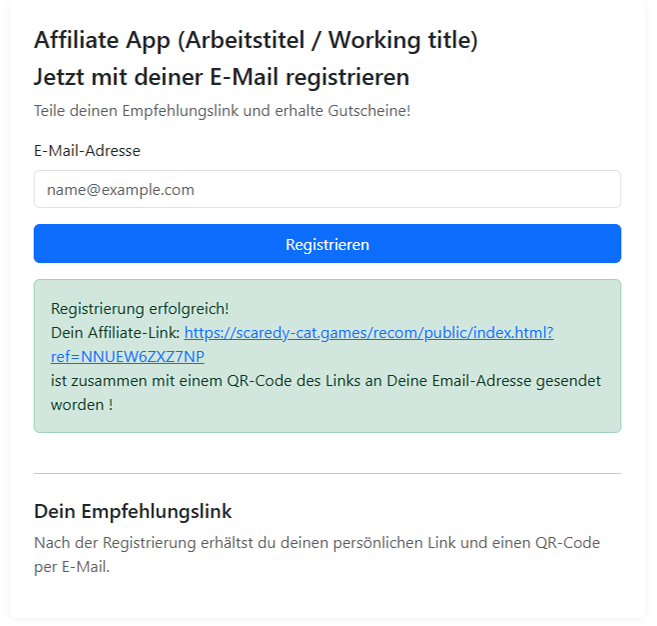 Affiliate App (Arbeitstitel / Working title)
Jetzt mit deiner E-Mail registrieren
Teile deinen Empfehlungslink und erhalte Gutscheine!
E-Mail-Adresse
name@example.com
Registrieren
Registrierung erfolgreich!
Dein Affiliate-Link: https://scaredy-cat.games/recom/public/index.html?
ref=NNUEW6ZXZ7NP
ist zusammen mit einem QR-Code des Links an Deine Email-Adresse gesendet
worden !
Dein Empfehlungslink
Nach der Registrierung erhältst du deinen persönlichen Link und einen QR-Code
per E-Mail.